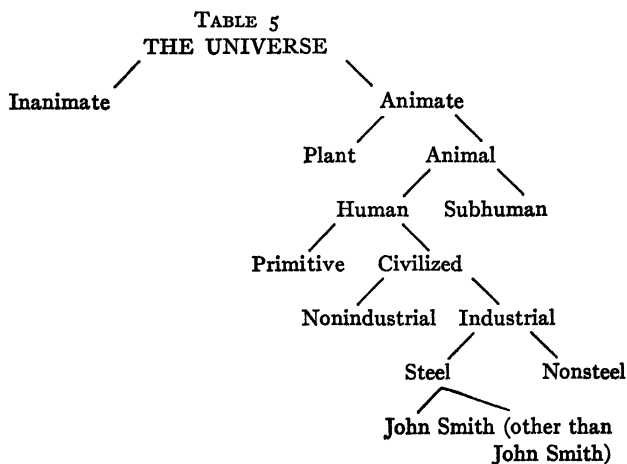 TABLE 5
THE UNIVERSE
Inanimate Animate
Plant Animal
Human Subhuman
Primitive Civilized
Nonindustrial Industrial
Steel Nonsteel
John Smith (other than
John Smith)